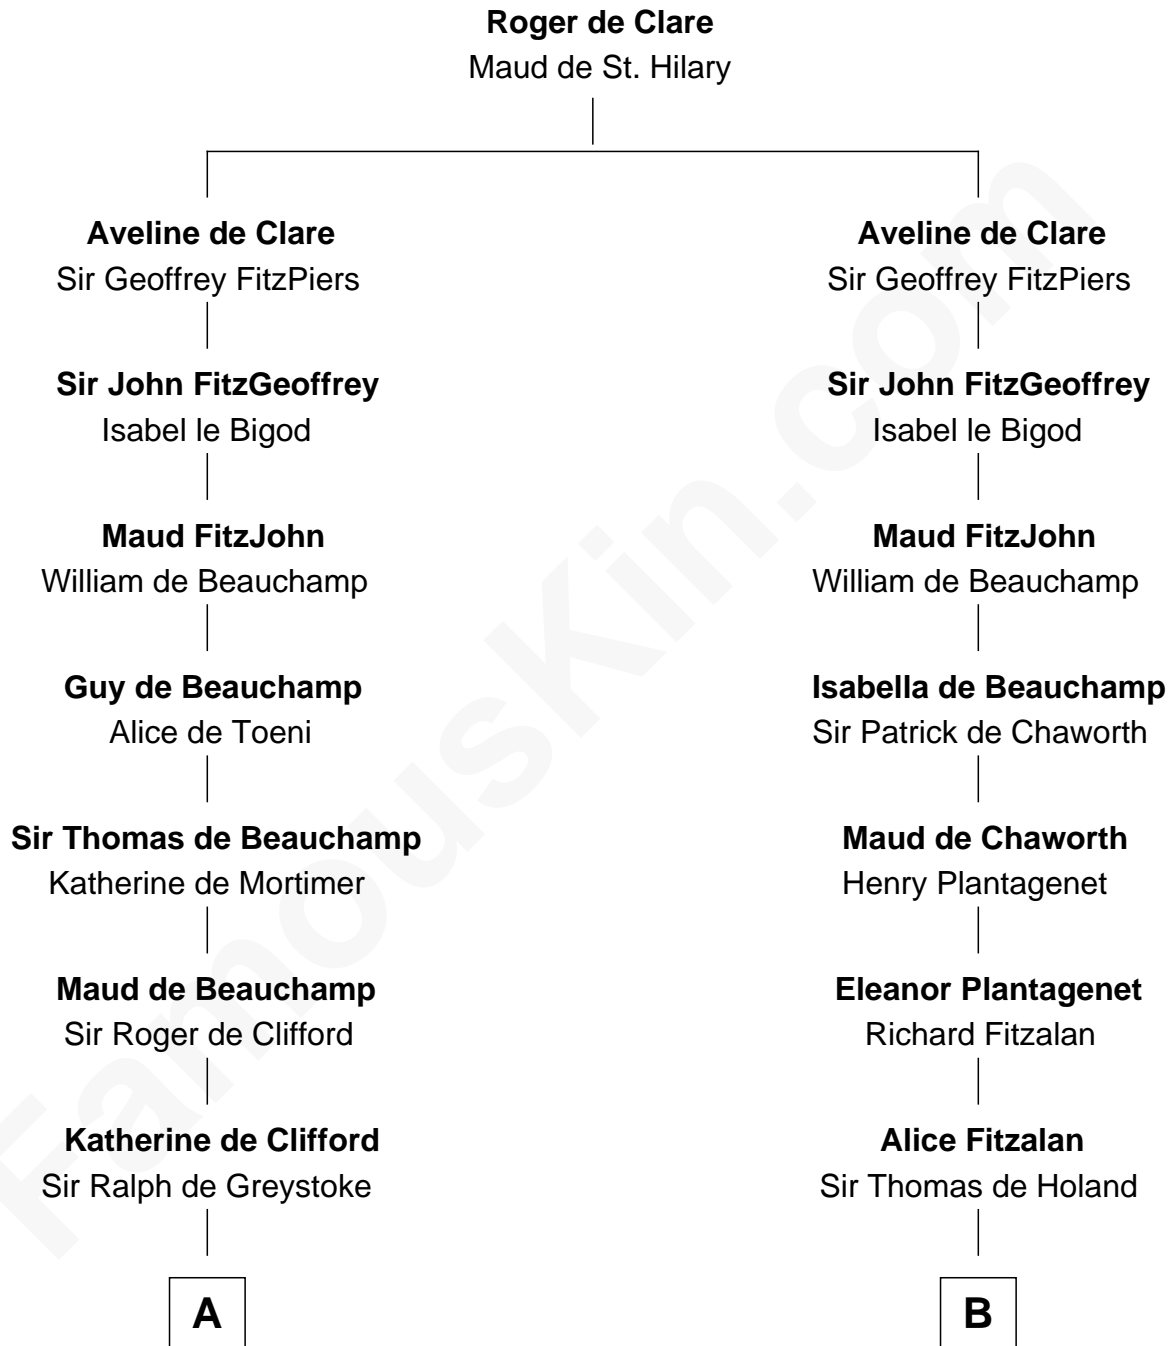 Roger de Clare
Maud de St. Hilary
Aveline de Clare
Sir Geoffrey FitzPiers
Aveline de Clare
Sir Geoffrey FitzPiers
Sir John FitzGeoffrey
Isabel le Bigod
Sir John FitzGeoffrey
Isabel le Bigod
Maud FitzJohn
William de Beauchamp
Maud FitzJohn
William de Beauchamp
Guy de Beauchamp
Alice de Toeni
Isabella de Beauchamp
Sir Patrick de Chaworth
Sir Thomas de Beauchamp
Katherine de Mortimer
Maud de Chaworth
Henry Plantagenet
Maud de Beauchamp
Sir Roger de Clifford
Eleanor Plantagenet
Richard Fitzalan
Katherine de Clifford
Sir Ralph de Greystoke
Alice Fitzalan
Sir Thomas de Holand
A
B
FamousKin.com